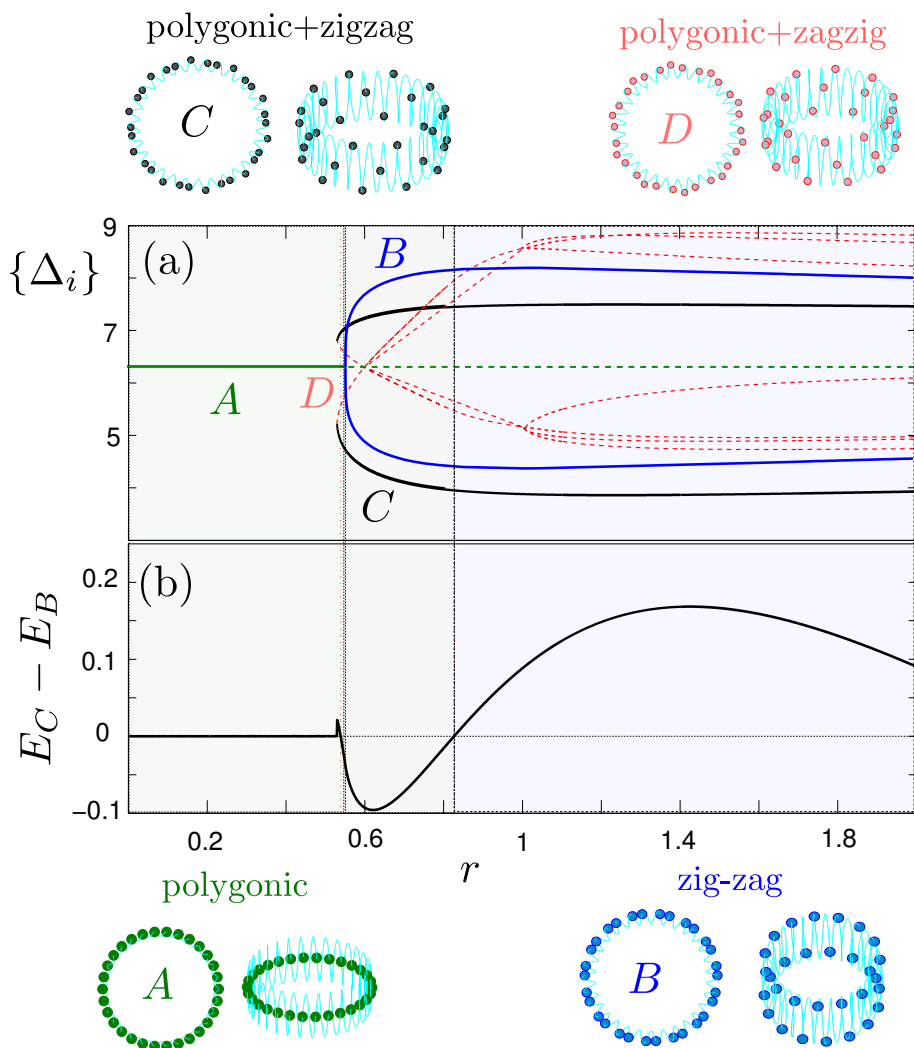 polygonic+zigzag
polygonic+zagzig
C
D
9
(a)
B
{Δᵢ}
7
D
A
5
C
0.2
(b)
E_C − E_B
0.1
0
−0.1
0.2
0.6
1
1.4
1.8
r
polygonic
zig-zag
A
B